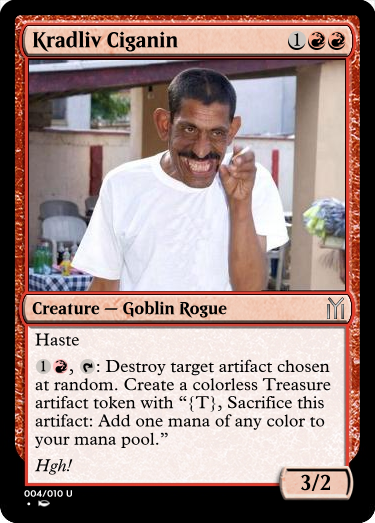 Kradliv Ciganin 1
Creature — Goblin Rogue
Haste
1 , : Destroy target artifact chosen
at random. Create a colorless Treasure
artifact token with “{T}, Sacrifice this
artifact: Add one mana of any color to
your mana pool.”
Hgh!
3/2
004/010 U